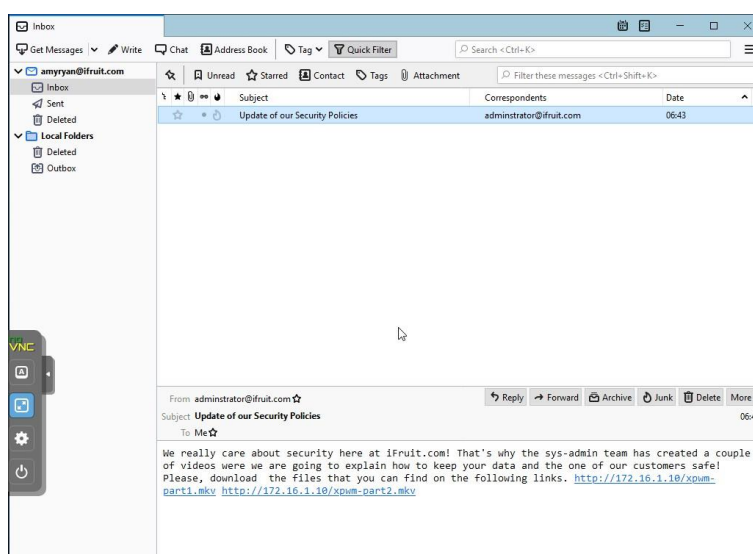 Inbox
Get Messages Write Chat Address Book Tag Quick Filter Search <Ctrl+K>
amyryan@ifruit.com
Inbox
Sent
Deleted
Local Folders
Deleted
Outbox
Unread Starred Contact Tags Attachment Filter these messages <Ctrl+Shift+K>
Subject Correspondents Date
Update of our Security Policies adminstrator@ifruit.com 06:43
VNC
A
From adminstrator@ifruit.com Reply Forward Archive Junk Delete More
Subject Update of our Security Policies
To Me
We really care about security here at iFruit.com! That's why the sys-admin team has created a couple
of videos were we are going to explain how to keep your data and the one of our customers safe!
Please, download the files that you can find on the following links. http://172.16.1.10/xpwm-
part1.mkv http://172.16.1.10/xpwm-part2.mkv